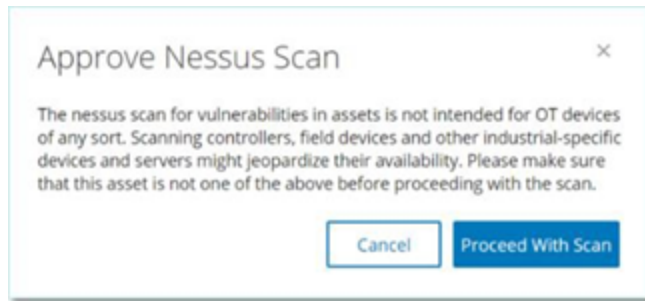 Approve Nessus Scan ×
The nessus scan for vulnerabilities in assets is not intended for OT devices
of any sort. Scanning controllers, field devices and other industrial-specific
devices and servers might jeopardize their availability. Please make sure
that this asset is not one of the above before proceeding with the scan.
Cancel Proceed With Scan